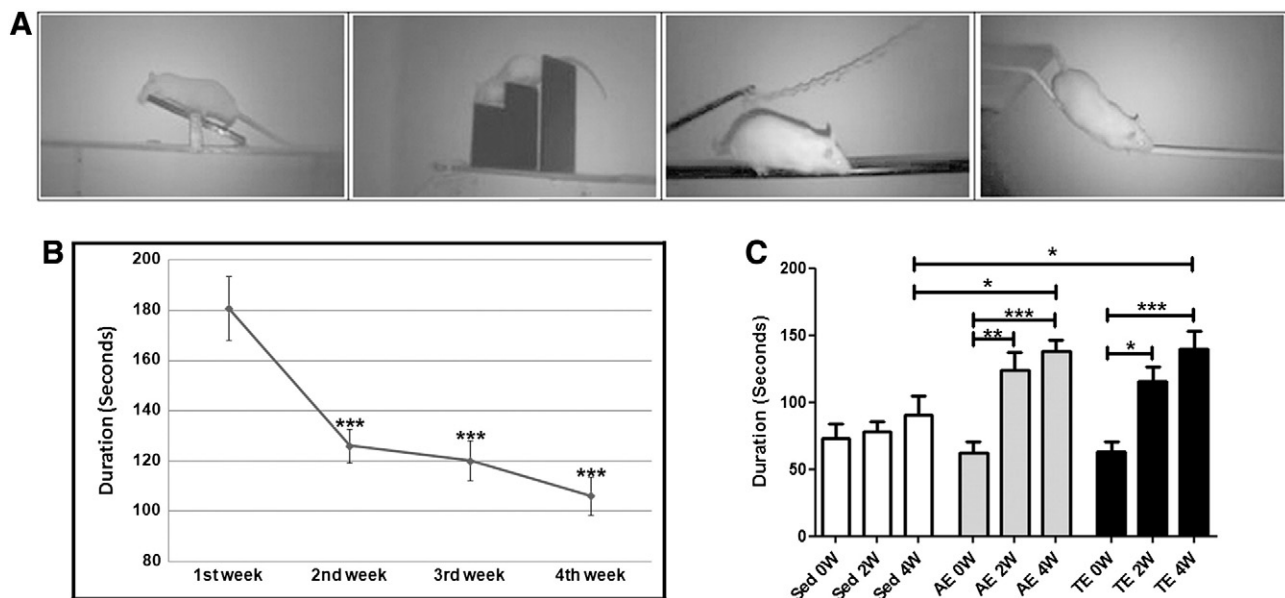 A
B
200
180
160
140
120
100
80
Duration (Seconds)
***
***
***
1st week
2nd week
3rd week
4th week
C
200
150
100
50
0
Duration (Seconds)
*
*
***
**
***
*
Sed 0W
Sed 2W
Sed 4W
AE 0W
AE 2W
AE 4W
TE 0W
TE 2W
TE 4W